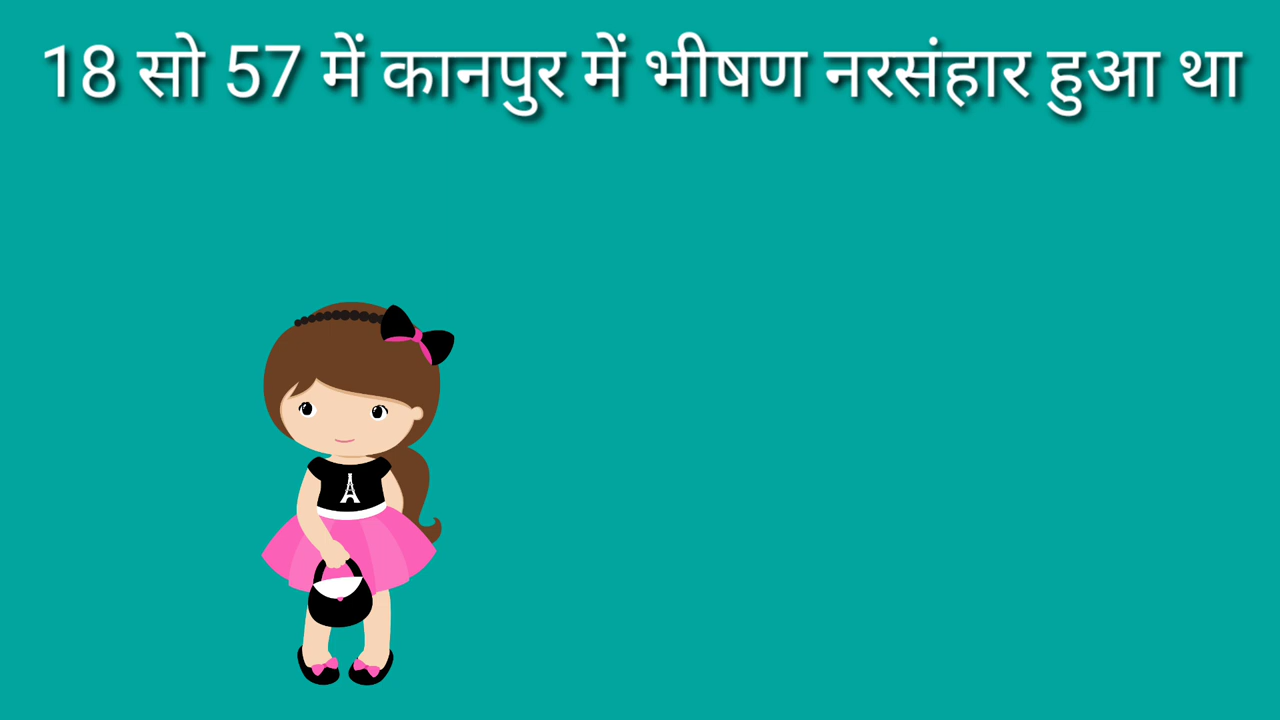 18 सो 57 में कानपुर में भीषण नरसंहार हुआ था